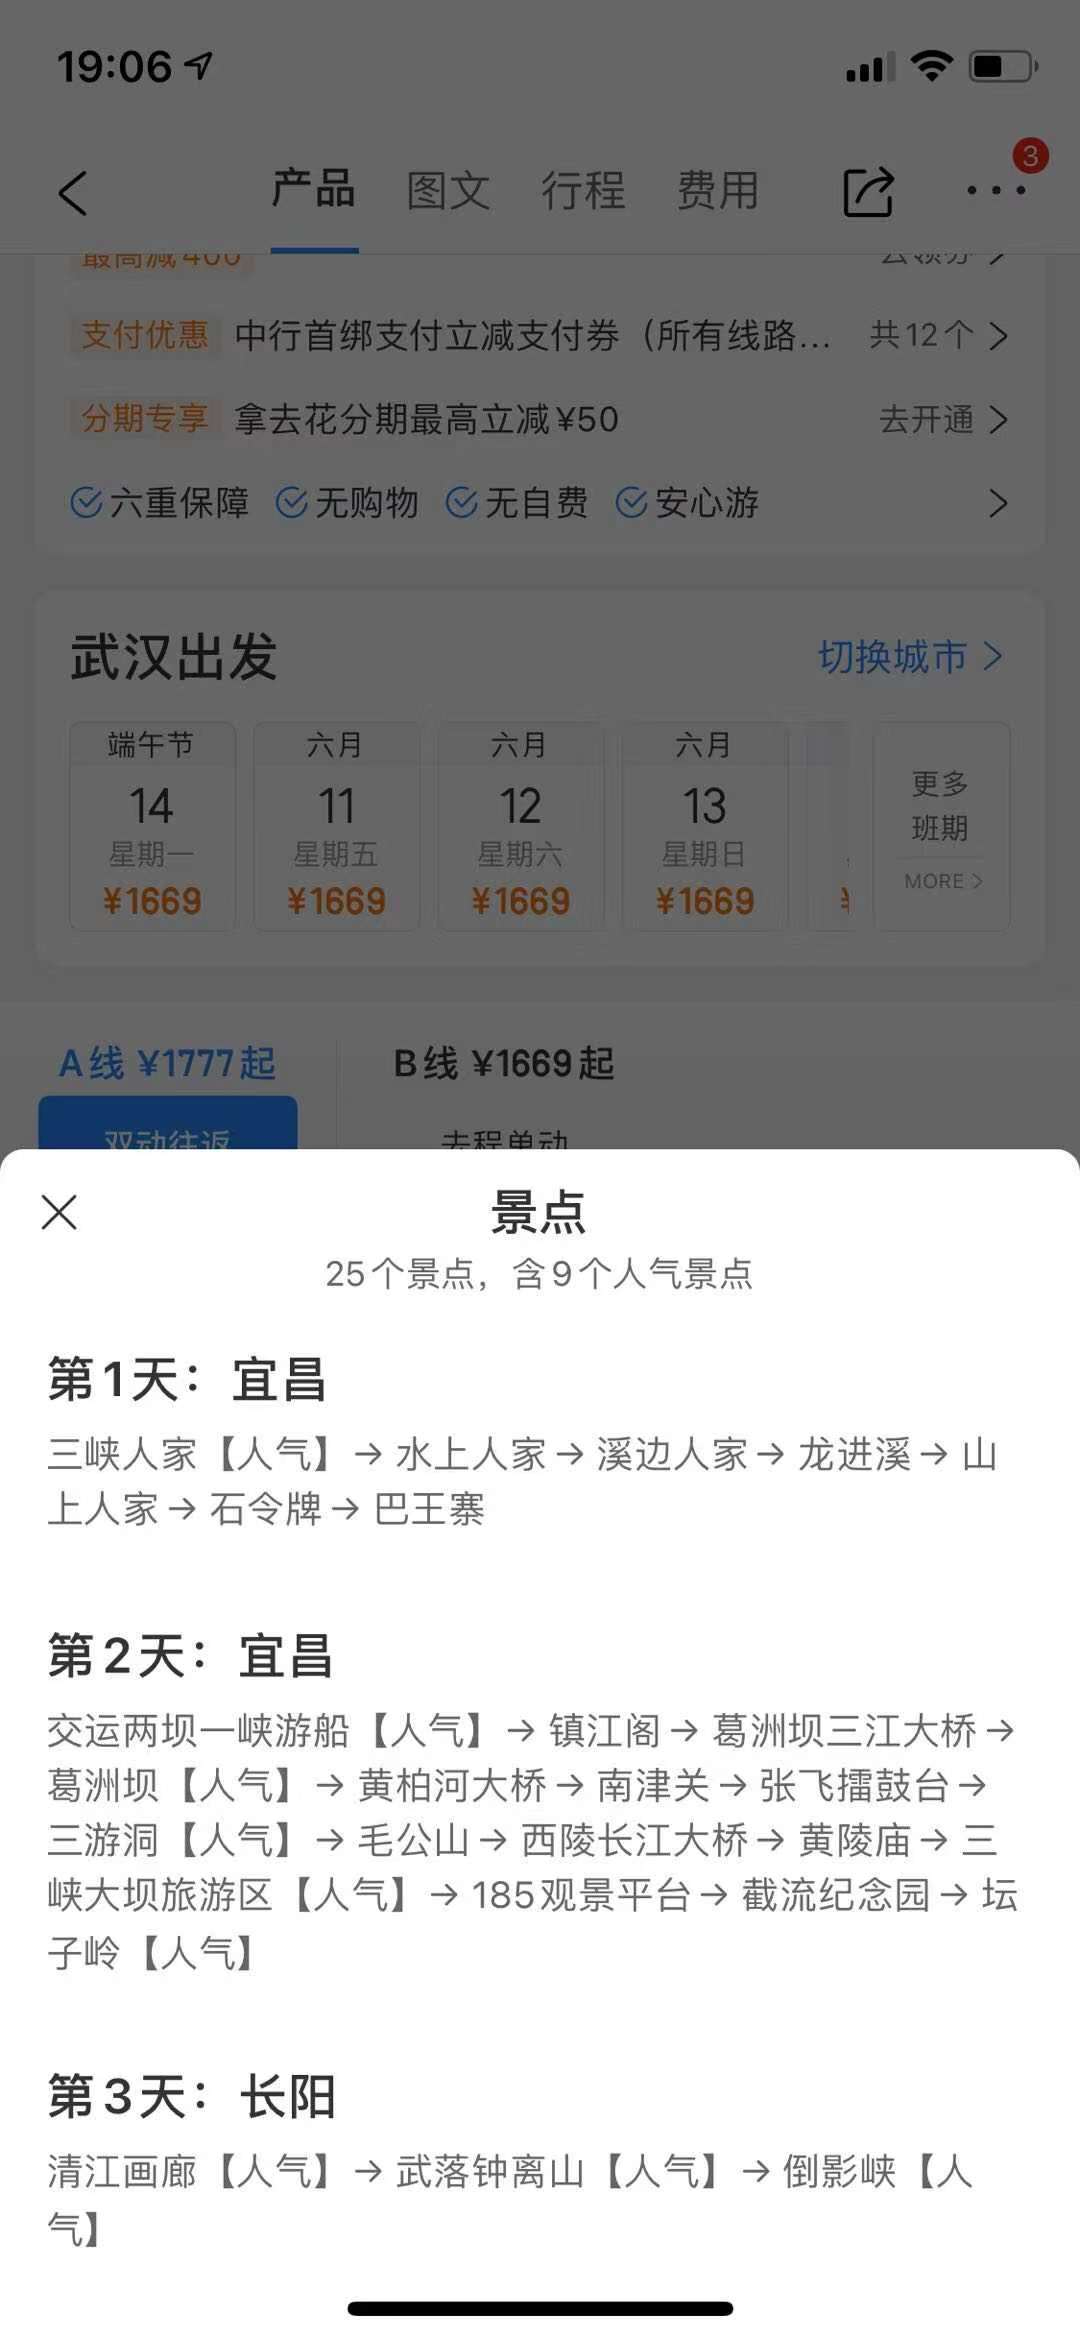 19:06
3
产品 图文 行程 费用
最高减400 去领券
支付优惠 中行首绑支付立减支付券（所有线路... 共12个
分期专享 拿去花分期最高立减¥50 去开通
六重保障 无购物 无自费 安心游
武汉出发 切换城市
端午节 六月 六月 六月 更多
14 11 12 13 班期
星期一 星期五 星期六 星期日
¥1669 ¥1669 ¥1669 ¥1669 ¥ MORE
A线 ¥1777起 B线 ¥1669起
双动往返 去程单动
景点
25个景点，含9个人气景点
第1天：宜昌
三峡人家【人气】→水上人家→溪边人家→龙进溪→山
上人家→石令牌→巴王寨
第2天：宜昌
交运两坝一峡游船【人气】→镇江阁→葛洲坝三江大桥→
葛洲坝【人气】→黄柏河大桥→南津关→张飞擂鼓台→
三游洞【人气】→毛公山→西陵长江大桥→黄陵庙→三
峡大坝旅游区【人气】→185观景平台→截流纪念园→坛
子岭【人气】
第3天：长阳
清江画廊【人气】→武落钟离山【人气】→倒影峡【人
气】